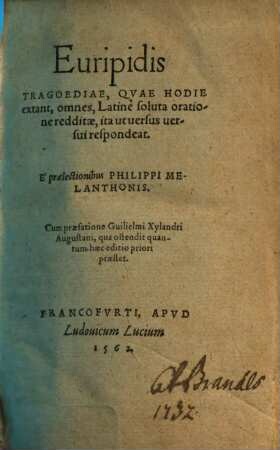 Euripidis
TRAGOEDIAE, QVAE HODIE
extant, omnes, Latinè soluta oratio-
ne redditæ, ita ut uersus uer-
sui respondeat.
E' prælectionibus PHILIPPI ME-
LANTHONIS.
Cum præfatione Guilielmi Xylandri
Augustani, qua ostendit quan-
tum hæc editio priori
præstet.
FRANCOFVRTI, APVD
Ludouicum Lucium
1562
Brandes
1732